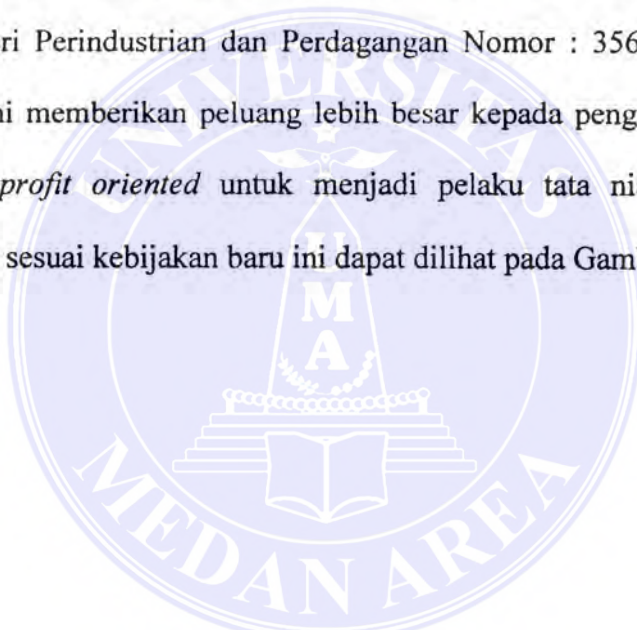 ri Perindustrian dan Perdagangan Nomor : 356
ni memberikan peluang lebih besar kepada peng
profit oriented untuk menjadi pelaku tata ni
sesuai kebijakan baru ini dapat dilihat pada Gam
UNIVERSITAS
U
M
A
MEDAN AREA